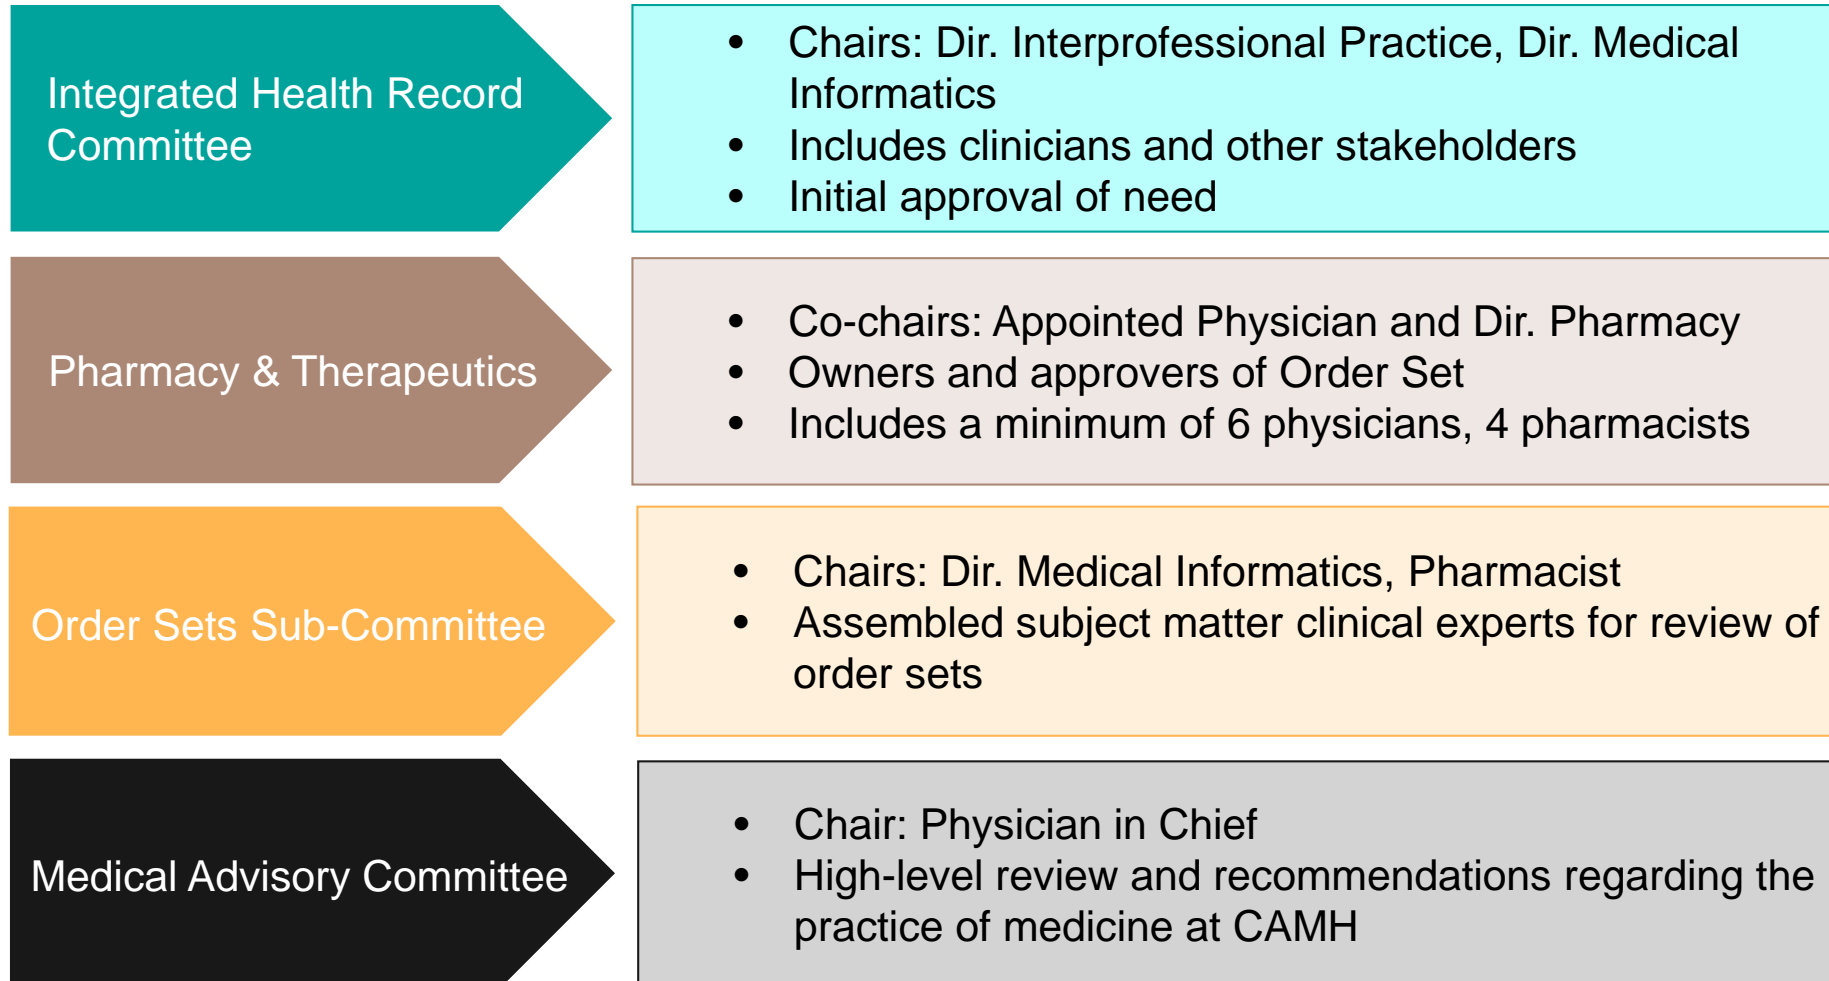 Integrated Health Record
Committee
• Chairs: Dir. Interprofessional Practice, Dir. Medical
Informatics
• Includes clinicians and other stakeholders
• Initial approval of need
Pharmacy & Therapeutics
• Co-chairs: Appointed Physician and Dir. Pharmacy
• Owners and approvers of Order Set
• Includes a minimum of 6 physicians, 4 pharmacists
Order Sets Sub-Committee
• Chairs: Dir. Medical Informatics, Pharmacist
• Assembled subject matter clinical experts for review of
order sets
Medical Advisory Committee
• Chair: Physician in Chief
• High-level review and recommendations regarding the
practice of medicine at CAMH